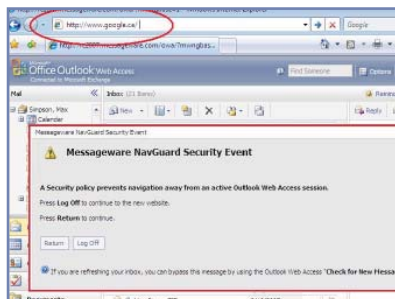 http://www.google.ca/
Google
Office Outlook Web Access
Connected to Microsoft Exchange
Find Someone
Options
Mail
Inbox (21 Items)
Simpson, Max
Calendar
New
Reply
Messageware NavGuard Security Event
Messageware NavGuard Security Event
A Security policy prevents navigation away from an active Outlook Web Access session.
Press Log Off to continue to the new website.
Press Return to continue.
Return Log Off
If you are refreshing your inbox, you can bypass this message by using the Outlook Web Access "Check for New Messa